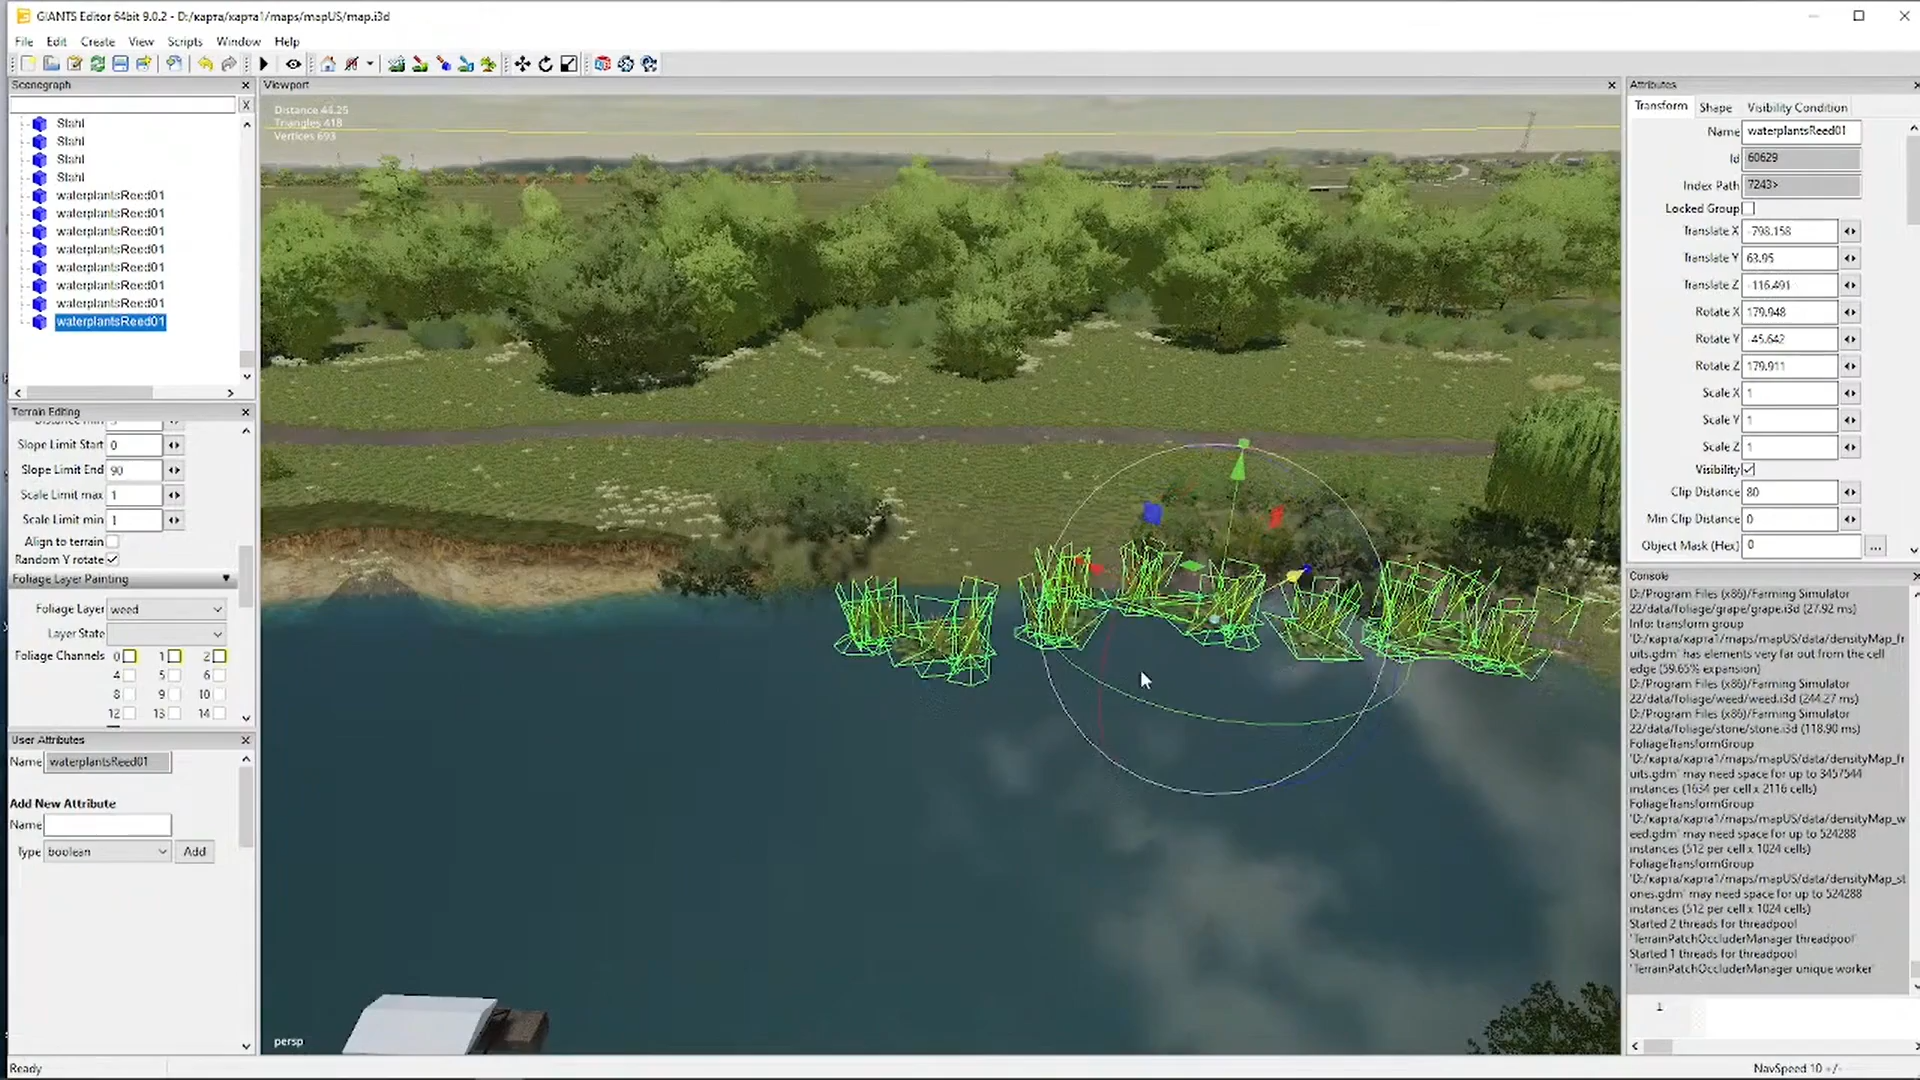 GIANTS Editor 64bit 9.0.2 - D:/карта/карта1/maps/mapUS/map.i3d
File Edit Create View Scripts Window Help
Scenegraph
Viewport
Attributes
X
Stahl
Stahl
Stahl
Stahl
waterplantsReed01
waterplantsReed01
waterplantsReed01
waterplantsReed01
waterplantsReed01
waterplantsReed01
waterplantsReed01
waterplantsReed01
Terrain Editing
Distance min
Slope Limit Start 0
Slope Limit End 90
Scale Limit max 1
Scale Limit min 1
Align to terrain
Random Y rotate
Foliage Layer Painting
Foliage Layer weed
Layer State
Foliage Channels 0 1 2
4 5 6
8 9 10
12 13 14
User Attributes
Name waterplantsReed01
Add New Attribute
Name
Type boolean Add
Distance 44.25
Triangles 418
Vertices 693
persp
Transform Shape Visibility Condition
Name waterplantsReed01
Id 60629
Index Path 7243>
Locked Group
Translate X -798.158
Translate Y 63.95
Translate Z -116.491
Rotate X 179.948
Rotate Y -45.642
Rotate Z 179.911
Scale X 1
Scale Y 1
Scale Z 1
Visibility
Clip Distance 80
Min Clip Distance 0
Object Mask (Hex) 0 ...
Console
D:/Program Files (x86)/Farming Simulator
22/data/foliage/grape/grape.i3d (27.92 ms)
Info: transform group
'D:/карта/карта1/maps/mapUS/data/densityMap_fr
uits.gdm' has elements very far out from the cell
edge (59.65% expansion)
D:/Program Files (x86)/Farming Simulator
22/data/foliage/weed/weed.i3d (244.27 ms)
D:/Program Files (x86)/Farming Simulator
22/data/foliage/stone/stone.i3d (118.90 ms)
FoliageTransformGroup
'D:/карта/карта1/maps/mapUS/data/densityMap_fr
uits.gdm' may need space for up to 3457544
instances (1634 per cell x 2116 cells)
FoliageTransformGroup
'D:/карта/карта1/maps/mapUS/data/densityMap_w
eed.gdm' may need space for up to 524288
instances (512 per cell x 1024 cells)
FoliageTransformGroup
'D:/карта/карта1/maps/mapUS/data/densityMap_st
ones.gdm' may need space for up to 524288
instances (512 per cell x 1024 cells)
Started 2 threads for threadpool
'TerrainPatchOccluderManager threadpool'
Started 1 threads for threadpool
'TerrainPatchOccluderManager unique worker'
1
Ready
NavSpeed 10 +/-